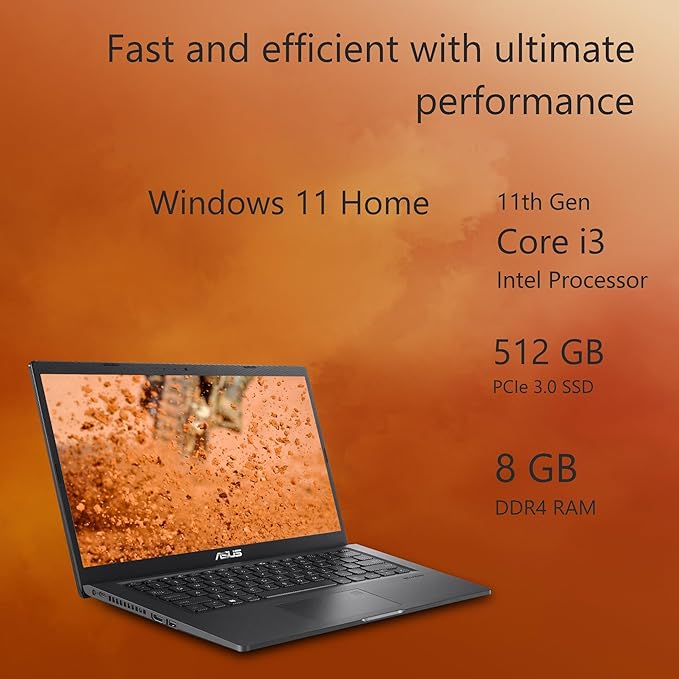 Fast and efficient with ultimate
performance
Windows 11 Home
11th Gen
Core i3
Intel Processor
512 GB
PCIe 3.0 SSD
8 GB
DDR4 RAM
ASUS